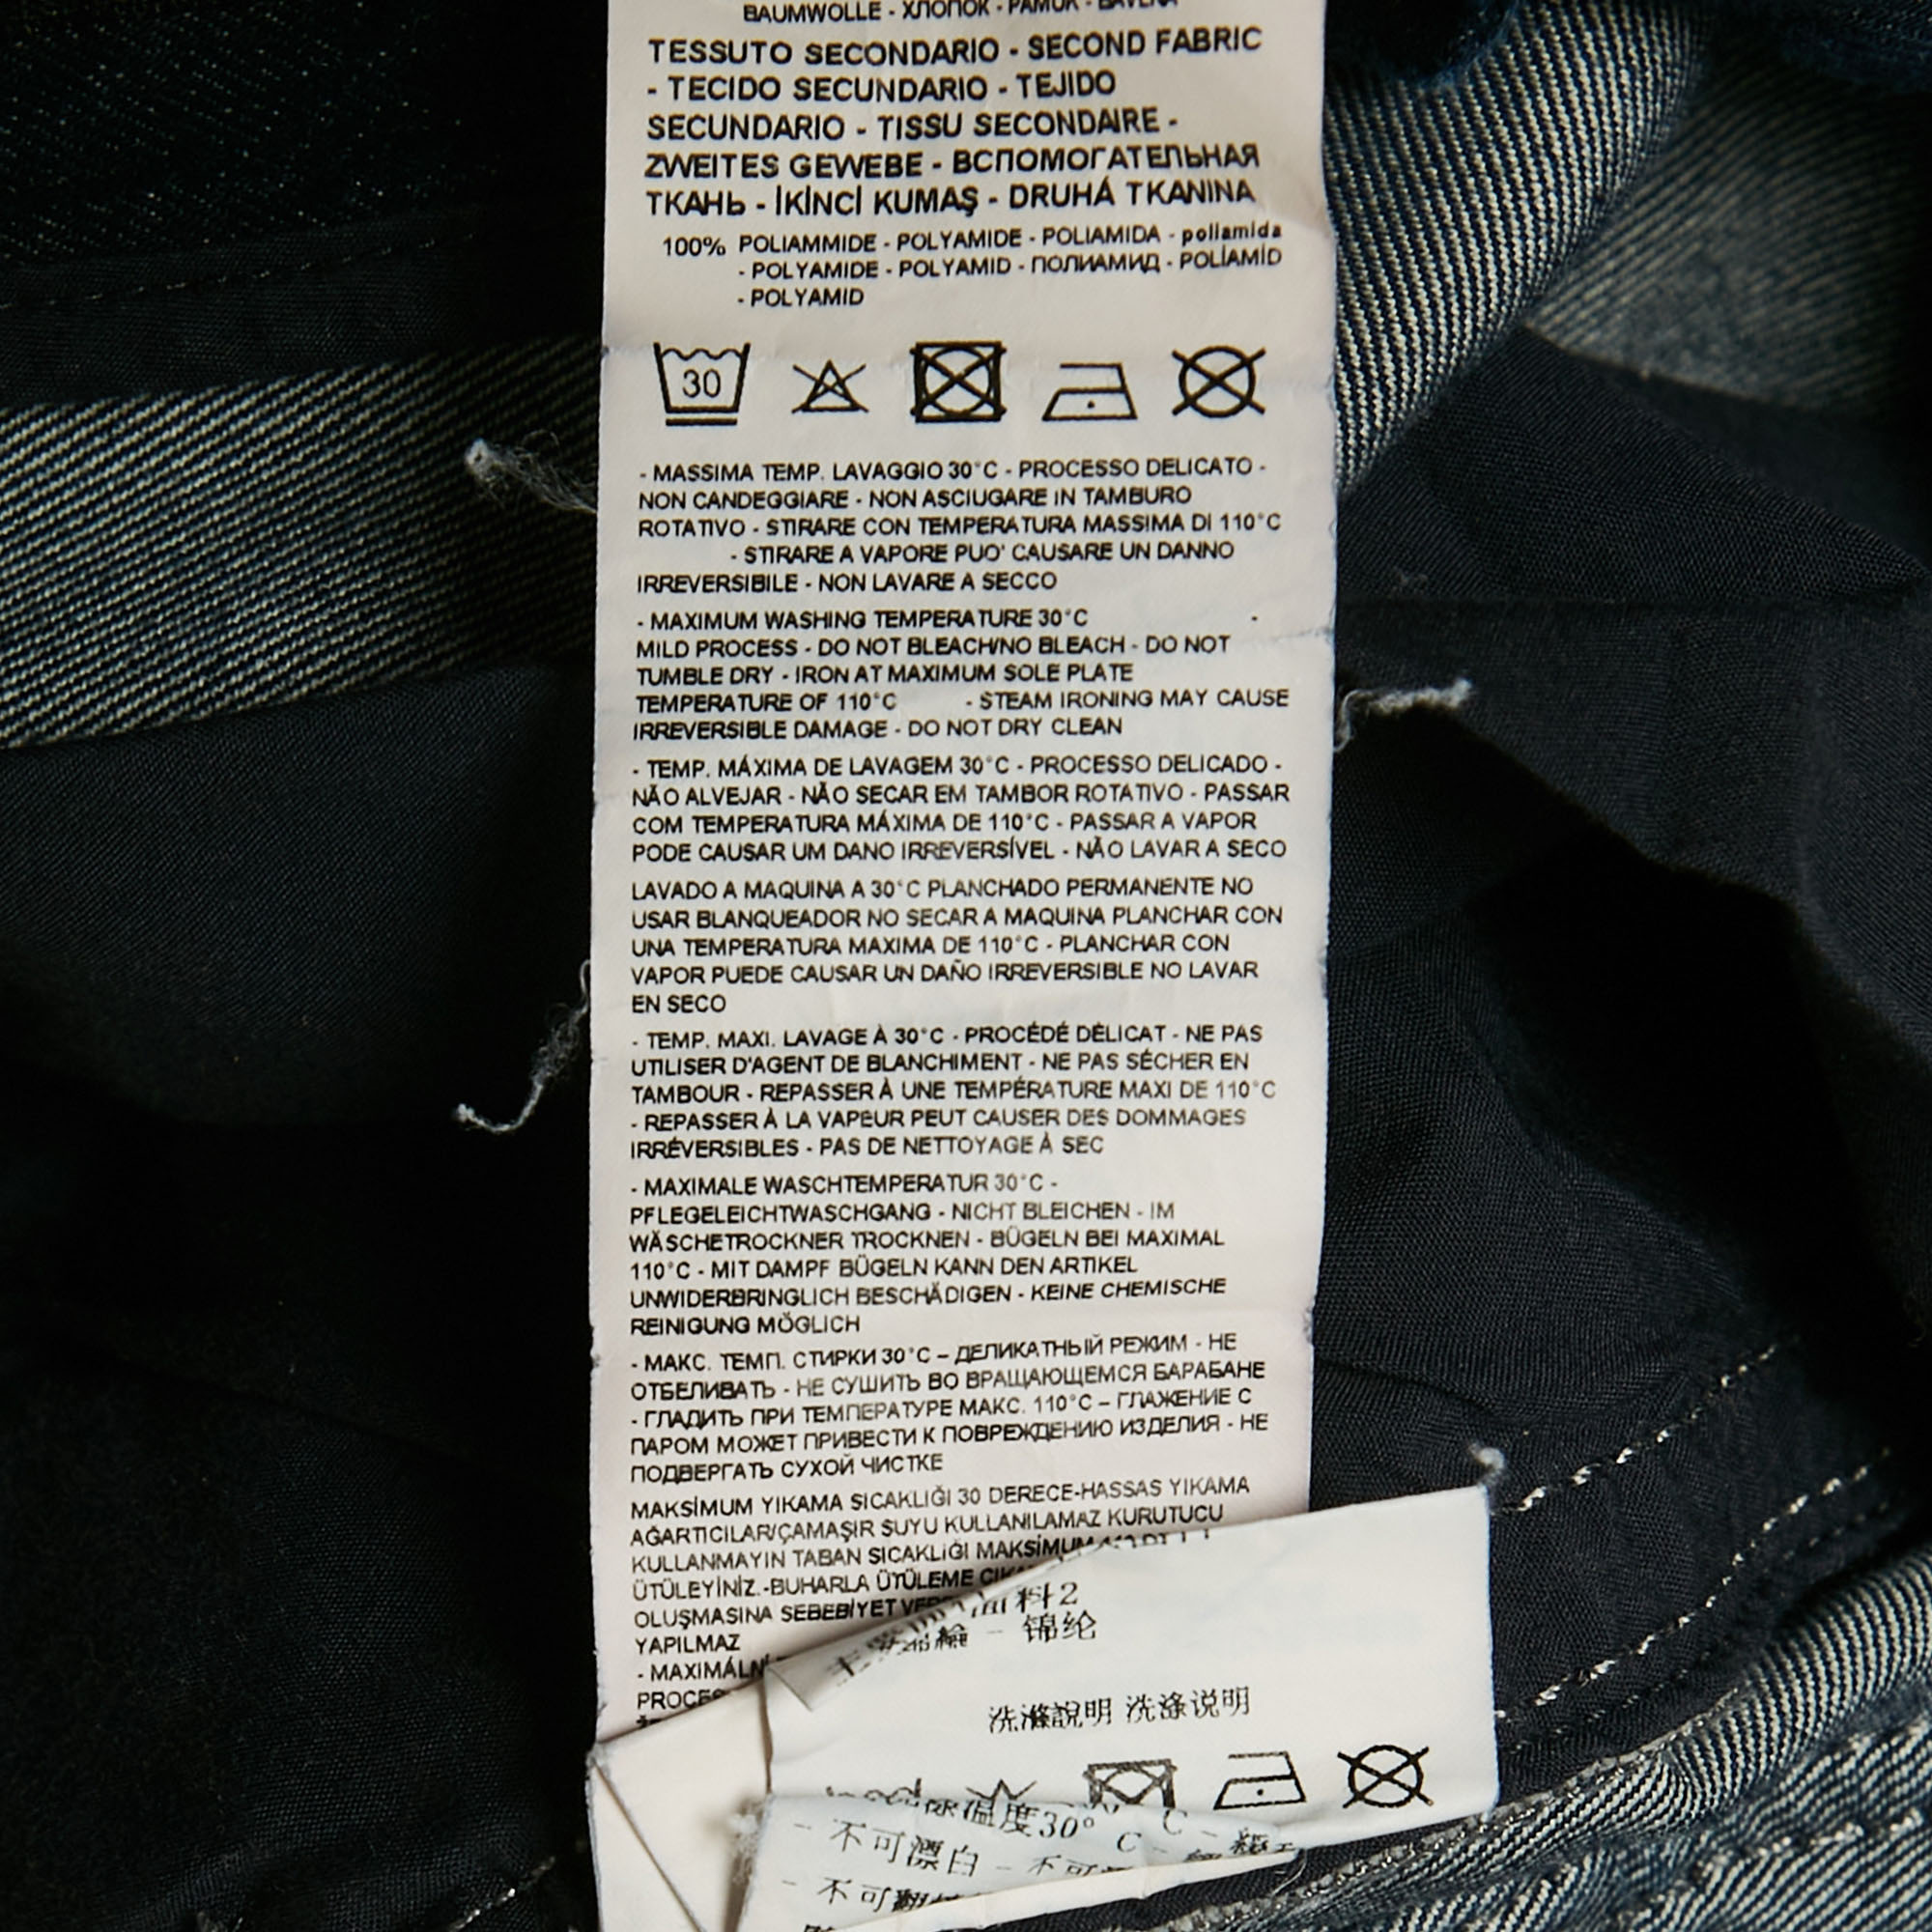 BAUMWOLLE - ХЛОПОК - PAMUK - BAVLNA
TESSUTO SECONDARIO - SECOND FABRIC
- TECIDO SECUNDARIO - TEJIDO
SECUNDARIO - TISSU SECONDAIRE -
ZWEITES GEWEBE - ВСПОМОГАТЕЛЬНАЯ
ТКАНЬ - İKİNCİ KUMAŞ - DRUHÁ TKANINA
100% POLIAMMIDE - POLYAMIDE - POLIAMIDA - poliamida
- POLYAMIDE - POLYAMID - ПОЛИАМИД - POLİAMİD
- POLYAMID
30
- MASSIMA TEMP. LAVAGGIO 30°C - PROCESSO DELICATO -
NON CANDEGGIARE - NON ASCIUGARE IN TAMBURO
ROTATIVO - STIRARE CON TEMPERATURA MASSIMA DI 110°C
- STIRARE A VAPORE PUO' CAUSARE UN DANNO
IRREVERSIBILE - NON LAVARE A SECCO
- MAXIMUM WASHING TEMPERATURE 30°C -
MILD PROCESS - DO NOT BLEACH/NO BLEACH - DO NOT
TUMBLE DRY - IRON AT MAXIMUM SOLE PLATE
TEMPERATURE OF 110°C - STEAM IRONING MAY CAUSE
IRREVERSIBLE DAMAGE - DO NOT DRY CLEAN
- TEMP. MÁXIMA DE LAVAGEM 30°C - PROCESSO DELICADO -
NÃO ALVEJAR - NÃO SECAR EM TAMBOR ROTATIVO - PASSAR
COM TEMPERATURA MÁXIMA DE 110°C - PASSAR A VAPOR
PODE CAUSAR UM DANO IRREVERSÍVEL - NÃO LAVAR A SECO
LAVADO A MAQUINA A 30°C PLANCHADO PERMANENTE NO
USAR BLANQUEADOR NO SECAR A MAQUINA PLANCHAR CON
UNA TEMPERATURA MAXIMA DE 110°C - PLANCHAR CON
VAPOR PUEDE CAUSAR UN DAÑO IRREVERSIBLE NO LAVAR
EN SECO
- TEMP. MAXI. LAVAGE À 30°C - PROCÉDÉ DÉLICAT - NE PAS
UTILISER D'AGENT DE BLANCHIMENT - NE PAS SÉCHER EN
TAMBOUR - REPASSER À UNE TEMPÉRATURE MAXI DE 110°C
- REPASSER À LA VAPEUR PEUT CAUSER DES DOMMAGES
IRRÉVERSIBLES - PAS DE NETTOYAGE À SEC
- MAXIMALE WASCHTEMPERATUR 30°C -
PFLEGELEICHTWASCHGANG - NICHT BLEICHEN - IM
WÄSCHETROCKNER TROCKNEN - BÜGELN BEI MAXIMAL
110°C - MIT DAMPF BÜGELN KANN DEN ARTIKEL
UNWIDERBRINGLICH BESCHÄDIGEN - KEINE CHEMISCHE
REINIGUNG MÖGLICH
- МАКС. ТЕМП. СТИРКИ 30°C – ДЕЛИКАТНЫЙ РЕЖИМ - НЕ
ОТБЕЛИВАТЬ - НЕ СУШИТЬ ВО ВРАЩАЮЩЕМСЯ БАРАБАНЕ
- ГЛАДИТЬ ПРИ ТЕМПЕРАТУРЕ МАКС. 110°C – ГЛАЖЕНИЕ С
ПАРОМ МОЖЕТ ПРИВЕСТИ К ПОВРЕЖДЕНИЮ ИЗДЕЛИЯ - НЕ
ПОДВЕРГАТЬ СУХОЙ ЧИСТКЕ
MAKSİMUM YIKAMA SICAKLIĞI 30 DERECE-HASSAS YIKAMA
AĞARTICILAR/ÇAMAŞIR SUYU KULLANILAMAZ KURUTUCU
KULLANMAYIN TABAN SICAKLIĞI MAKSİMUM
ÜTÜLEYİNİZ.-BUHARLA ÜTÜLEME
OLUŞMASINA SEBEBİYET
YAPILMAZ
- MAXIMÁLNÍ
料2
- 锦纶
洗滌說明 洗涤说明
温度30° C
- 不可漂白 - 不可
- 不可翻